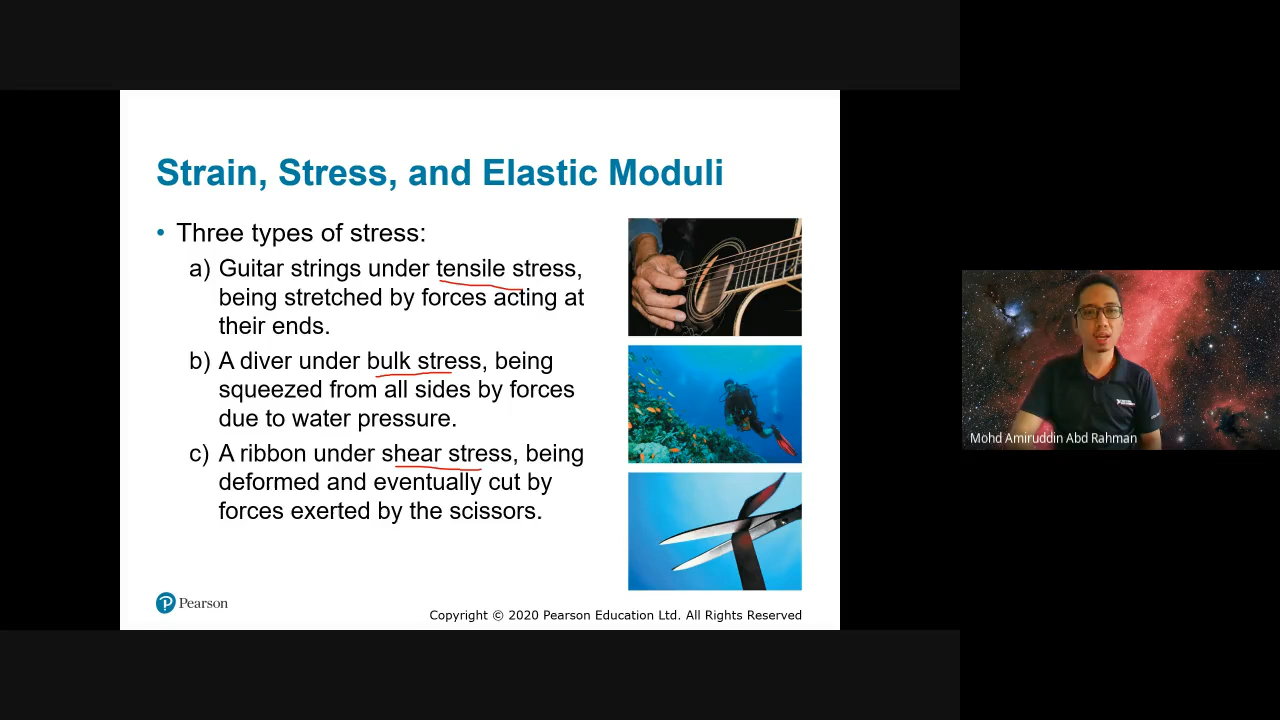 Strain, Stress, and Elastic Moduli
• Three types of stress:
a) Guitar strings under tensile stress,
being stretched by forces acting at
their ends.
b) A diver under bulk stress, being
squeezed from all sides by forces
due to water pressure.
c) A ribbon under shear stress, being
deformed and eventually cut by
forces exerted by the scissors.
P Pearson
Copyright © 2020 Pearson Education Ltd. All Rights Reserved
Mohd Amiruddin Abd Rahman